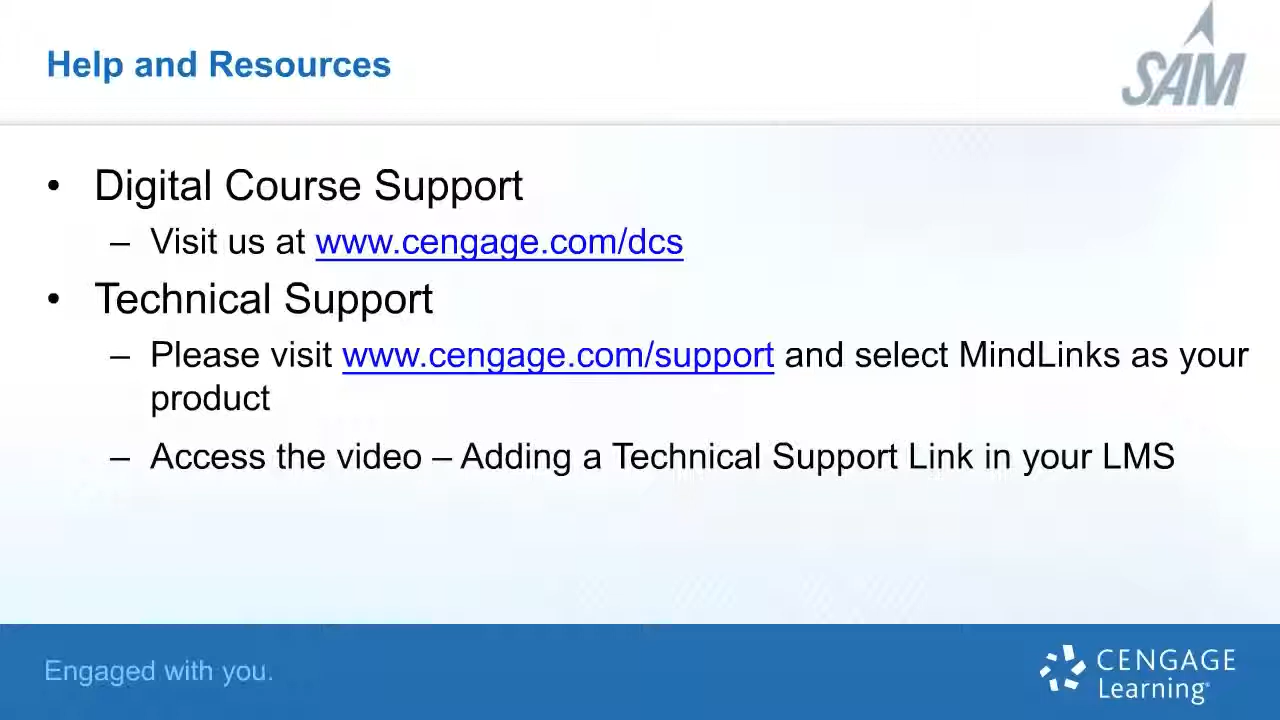 Help and Resources
SAM
• Digital Course Support
– Visit us at www.cengage.com/dcs
• Technical Support
– Please visit www.cengage.com/support and select MindLinks as your
product
– Access the video – Adding a Technical Support Link in your LMS
Engaged with you.
CENGAGE
Learning®